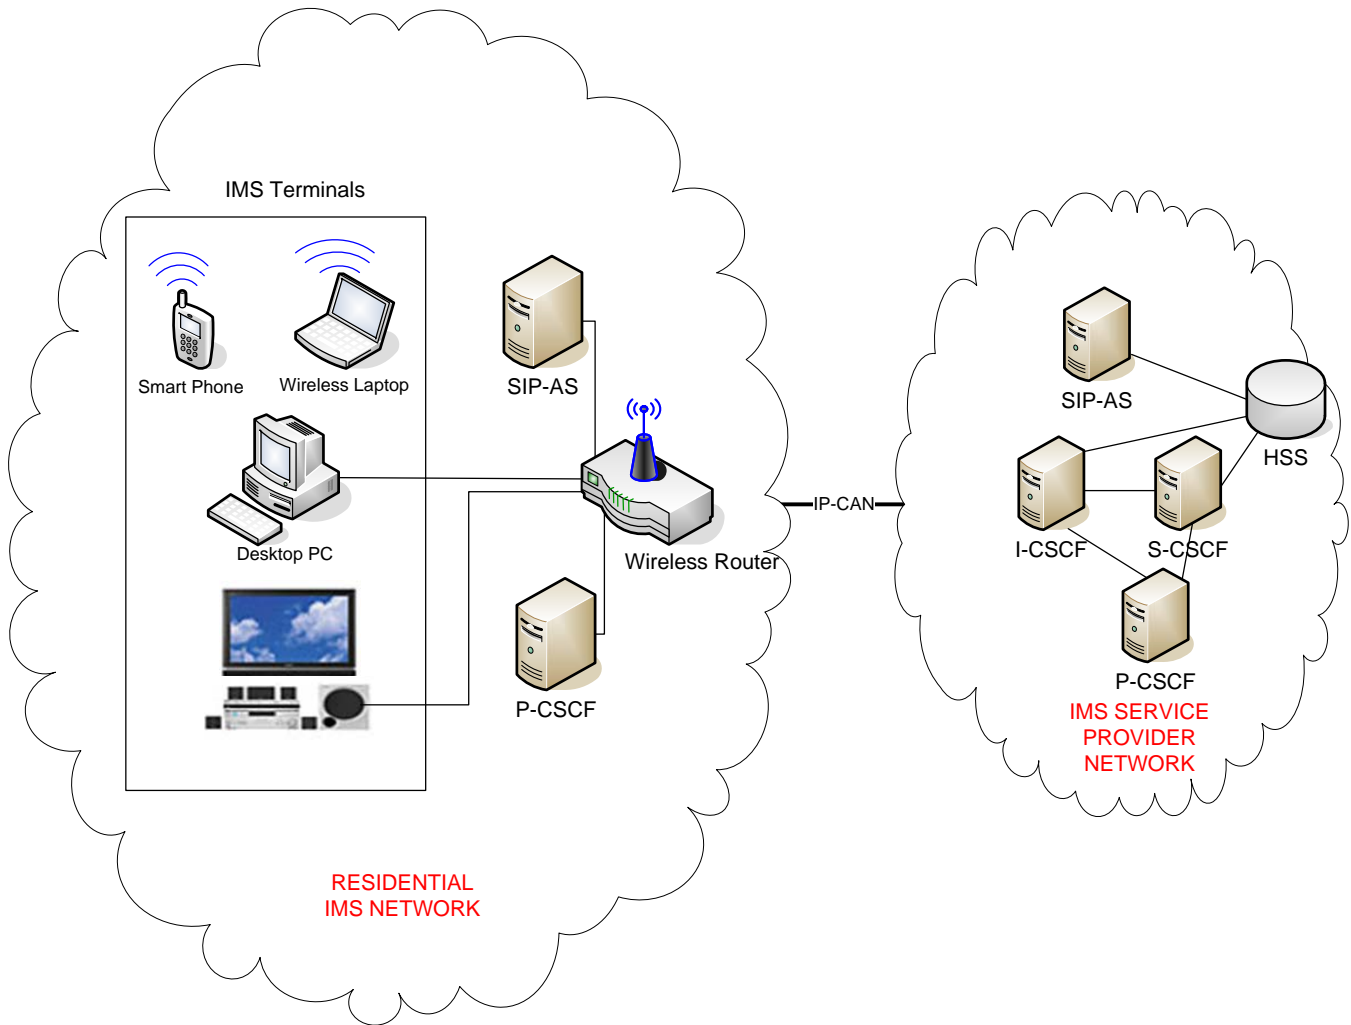 IMS Terminals
Smart Phone
Wireless Laptop
Desktop PC
SIP-AS
Wireless Router
P-CSCF
RESIDENTIAL
IMS NETWORK
IP-CAN
SIP-AS
HSS
I-CSCF
S-CSCF
P-CSCF
IMS SERVICE
PROVIDER
NETWORK